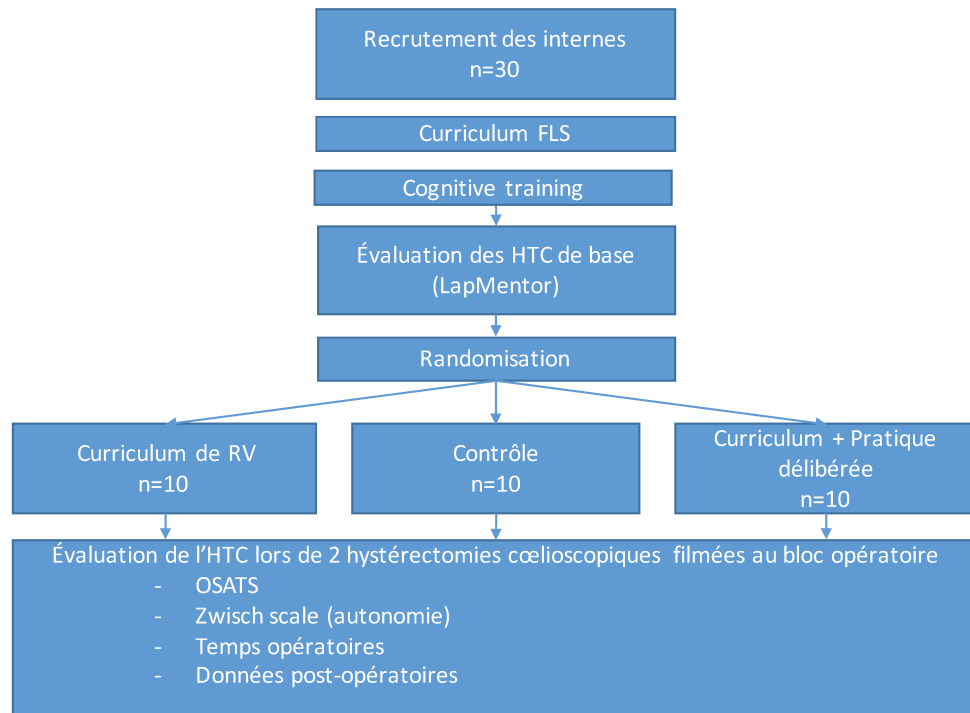 Recrutement des internes
n=30
Curriculum FLS
Cognitive training
Évaluation des HTC de base
(LapMentor)
Randomisation
Curriculum de RV
n=10
Contrôle
n=10
Curriculum + Pratique
délibérée
n=10
Évaluation de l’HTC lors de 2 hystérectomies cœlioscopiques filmées au bloc opératoire
- OSATS
- Zwisch scale (autonomie)
- Temps opératoires
- Données post-opératoires